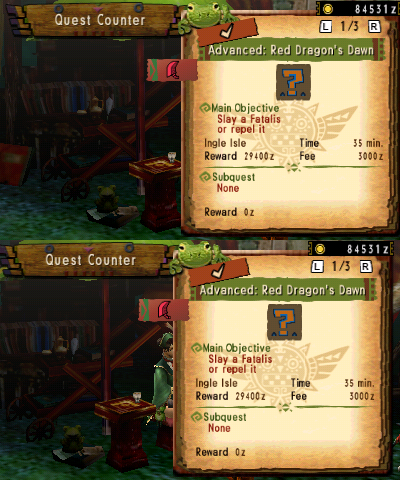 Quest Counter
84531z
L 1/3 R
Advanced: Red Dragon's Dawn
Main Objective
Slay a Fatalis
or repel it
Ingle Isle Time 35 min.
Reward 29400z Fee 3000z
Subquest
None
Reward 0z
Quest Counter
84531z
L 1/3 R
Advanced: Red Dragon's Dawn
Main Objective
Slay a Fatalis
or repel it
Ingle Isle Time 35 min.
Reward 29400z Fee 3000z
Subquest
None
Reward 0z